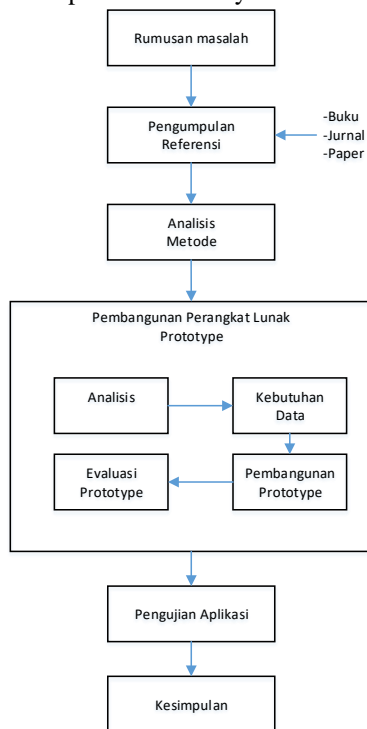 Rumusan masalah
Pengumpulan
Referensi
-Buku
-Jurnal
-Paper
Analisis
Metode
Pembangunan Perangkat Lunak
Prototype
Analisis
Kebutuhan
Data
Evaluasi
Prototype
Pembangunan
Prototype
Pengujian Aplikasi
Kesimpulan